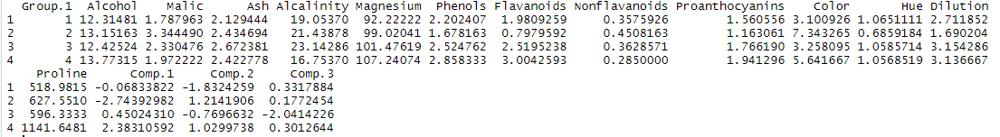 Group.1 Alcohol Malic Ash Alcalinity Magnesium Phenols Flavanoids Nonflavanoids Proanthocyanins Color Hue Dilution
1 1 12.31481 1.787963 2.129444 19.05370 92.22222 2.202407 1.9809259 0.3575926 1.560556 3.100926 1.0651111 2.711852
2 2 13.15163 3.344490 2.434694 21.43878 99.02041 1.678163 0.7979592 0.4508163 1.163061 7.343265 0.6859184 1.690204
3 3 12.42524 2.330476 2.672381 23.14286 101.47619 2.524762 2.5195238 0.3628571 1.766190 3.258095 1.0585714 3.154286
4 4 13.77315 1.972222 2.422778 16.75370 107.24074 2.858333 3.0042593 0.2850000 1.941296 5.641667 1.0568519 3.136667
Proline Comp.1 Comp.2 Comp.3
1 518.9815 -0.06833822 -1.8324259 0.3317884
2 627.5510 -2.74392982 1.2141906 0.1772454
3 596.3333 0.45024310 -0.7696632 -2.0414226
4 1141.6481 2.38310592 1.0299738 0.3012644